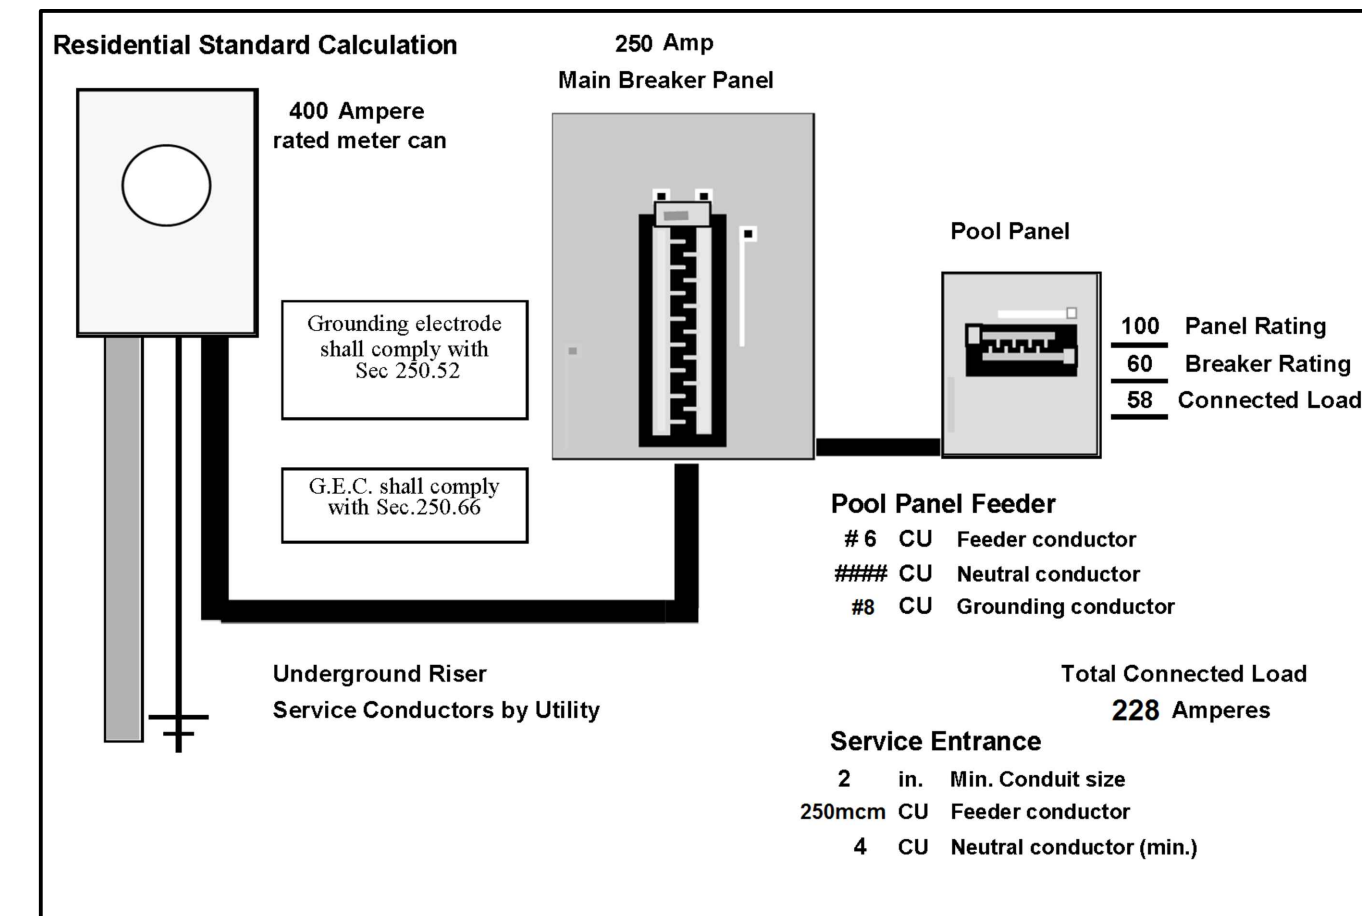 Residential Standard Calculation
250 Amp
Main Breaker Panel
400 Ampere
rated meter can
Pool Panel
Grounding electrode
shall comply with
Sec 250.52
100 Panel Rating
60 Breaker Rating
58 Connected Load
G.E.C. shall comply
with Sec.250.66
Pool Panel Feeder
# 6 CU Feeder conductor
#### CU Neutral conductor
#8 CU Grounding conductor
Underground Riser
Service Conductors by Utility
Total Connected Load
228 Amperes
Service Entrance
2 in. Min. Conduit size
250mcm CU Feeder conductor
4 CU Neutral conductor (min.)